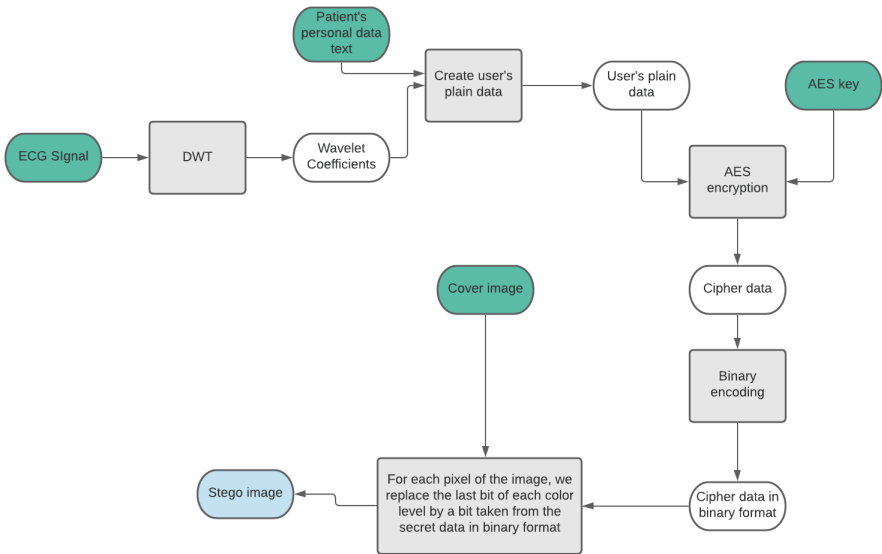 Patient's
personal data
text
Create user's
plain data
User's plain
data
AES key
ECG SIgnal
DWT
Wavelet
Coefficients
AES
encryption
Cover image
Cipher data
Binary
encoding
For each pixel of the image, we
replace the last bit of each color
level by a bit taken from the
secret data in binary format
Stego image
Cipher data in
binary format